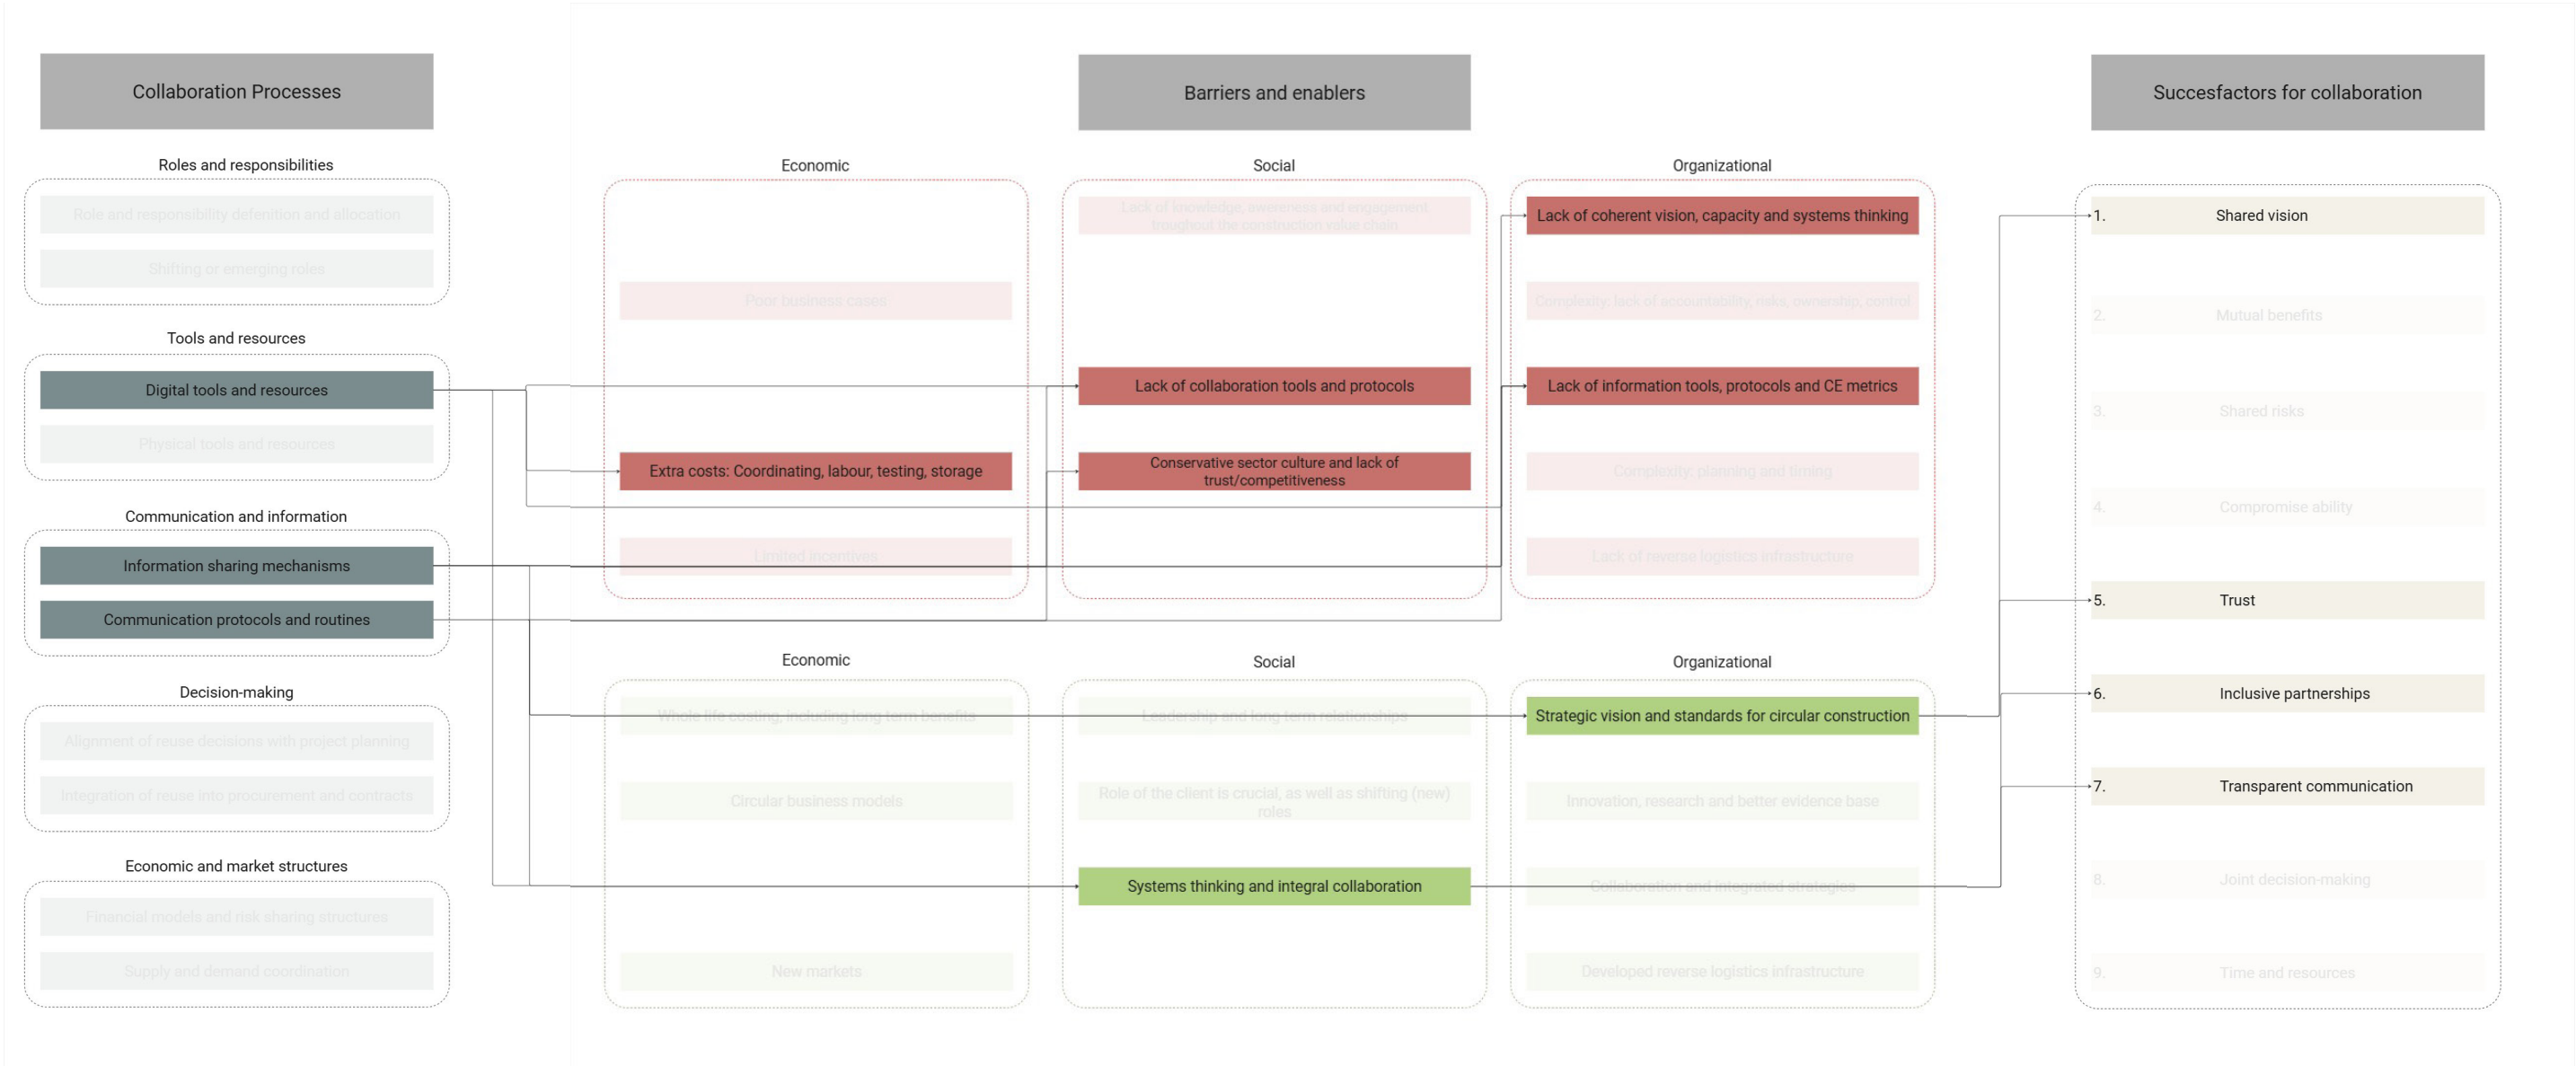 Collaboration Processes
Barriers and enablers
Succesfactors for collaboration
Roles and responsibilities
Role and responsibility defenition and allocation
Shifting or emerging roles
Tools and resources
Digital tools and resources
Physical tools and resources
Communication and information
Information sharing mechanisms
Communication protocols and routines
Decision-making
Alignment of reuse decisions with project planning
Integration of reuse into procurement and contracts
Economic and market structures
Financial models and risk sharing structures
Supply and demand coordination
Economic
Poor business cases
Extra costs: Coordinating, labour, testing, storage
Limited incentives
Social
Lack of knowledge, awareness and engagement
troughout the construction value chain
Lack of collaboration tools and protocols
Conservative sector culture and lack of
trust/competitiveness
Organizational
Lack of coherent vision, capacity and systems thinking
Complexity: lack of accountability, risks, ownership, control
Lack of information tools, protocols and CE metrics
Complexity: planning and timing
Lack of reverse logistics infrastructure
Economic
Whole life costing, including long term benefits
Circular business models
New markets
Social
Leadership and long term relationships
Role of the client is crucial, as well as shifting (new)
roles
Systems thinking and integral collaboration
Organizational
Strategic vision and standards for circular construction
Innovation, research and better evidence base
Collaboration and integrated strategies
Developed reverse logistics infrastructure
1. Shared vision
2. Mutual benefits
3. Shared risks
4. Compromise ability
5. Trust
6. Inclusive partnerships
7. Transparent communication
8. Joint decision-making
9. Time and resources